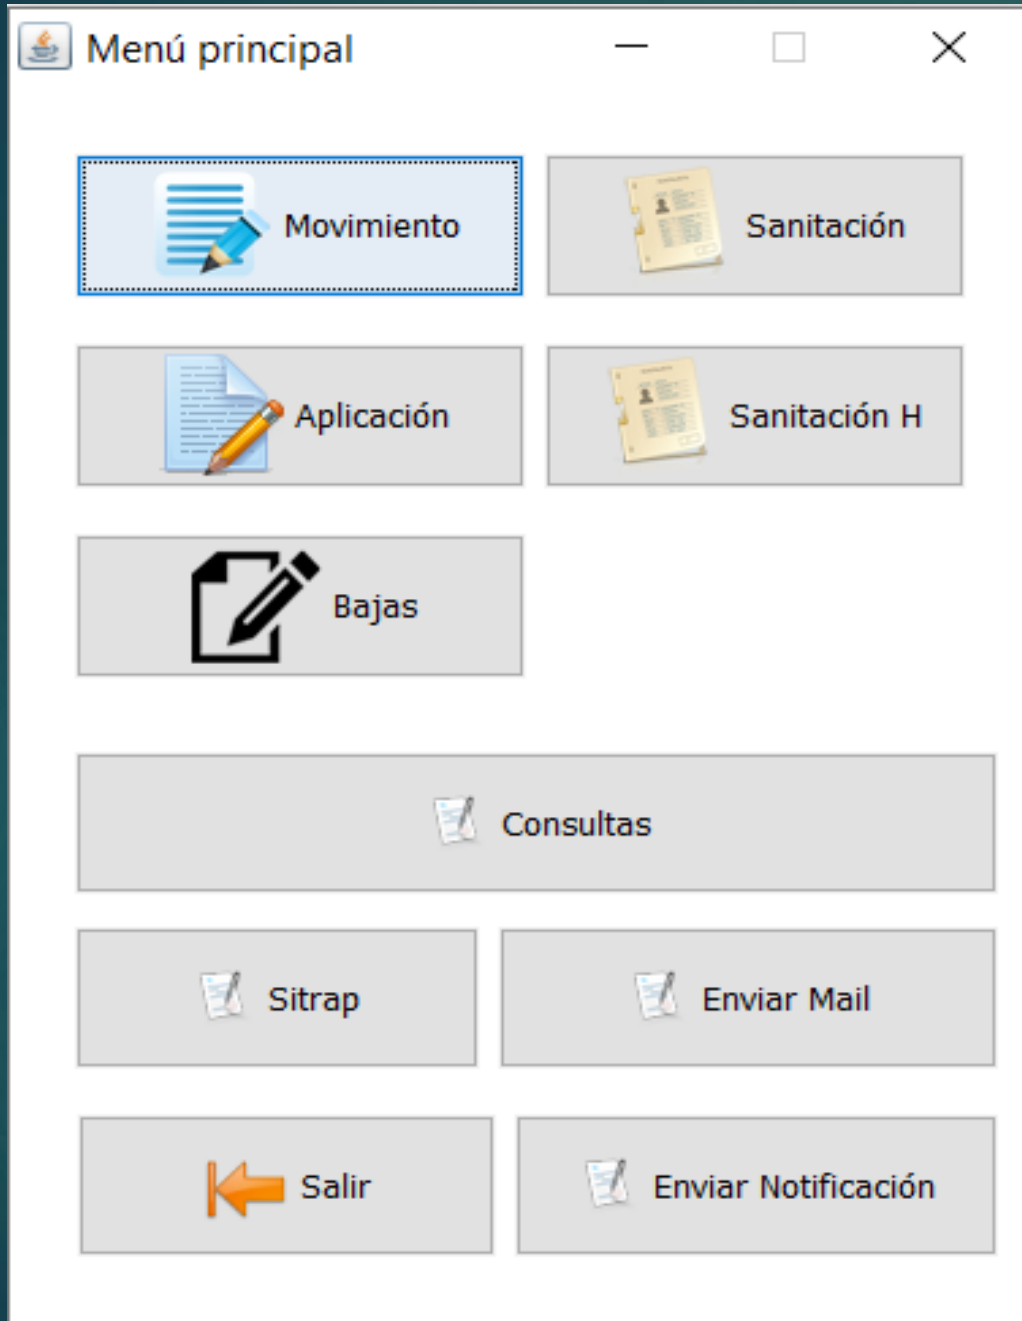 Menú principal
Movimiento
Sanitación
Aplicación
Sanitación H
Bajas
Consultas
Sitrap
Enviar Mail
Salir
Enviar Notificación